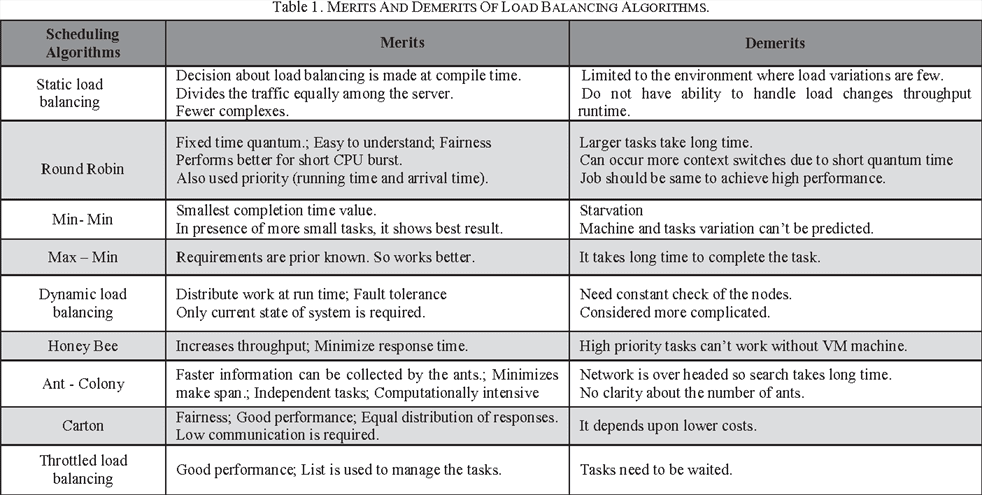 Table 1. MERITS AND DEMERITS OF LOAD BALANCING ALGORITHMS.
Scheduling Algorithms
Merits
Demerits
Static load balancing
Decision about load balancing is made at compile time.
Divides the traffic equally among the server.
Fewer complexes.
Limited to the environment where load variations are few.
Do not have ability to handle load changes throughput
runtime.
Round Robin
Fixed time quantum.; Easy to understand; Fairness
Performs better for short CPU burst.
Also used priority (running time and arrival time).
Larger tasks take long time.
Can occur more context switches due to short quantum time
Job should be same to achieve high performance.
Min- Min
Smallest completion time value.
In presence of more small tasks, it shows best result.
Starvation
Machine and tasks variation can't be predicted.
Max – Min
Requirements are prior known. So works better.
It takes long time to complete the task.
Dynamic load balancing
Distribute work at run time; Fault tolerance
Only current state of system is required.
Need constant check of the nodes.
Considered more complicated.
Honey Bee
Increases throughput; Minimize response time.
High priority tasks can't work without VM machine.
Ant - Colony
Faster information can be collected by the ants.; Minimizes
make span.; Independent tasks; Computationally intensive
Network is over headed so search takes long time.
No clarity about the number of ants.
Carton
Fairness; Good performance; Equal distribution of responses.
Low communication is required.
It depends upon lower costs.
Throttled load balancing
Good performance; List is used to manage the tasks.
Tasks need to be waited.